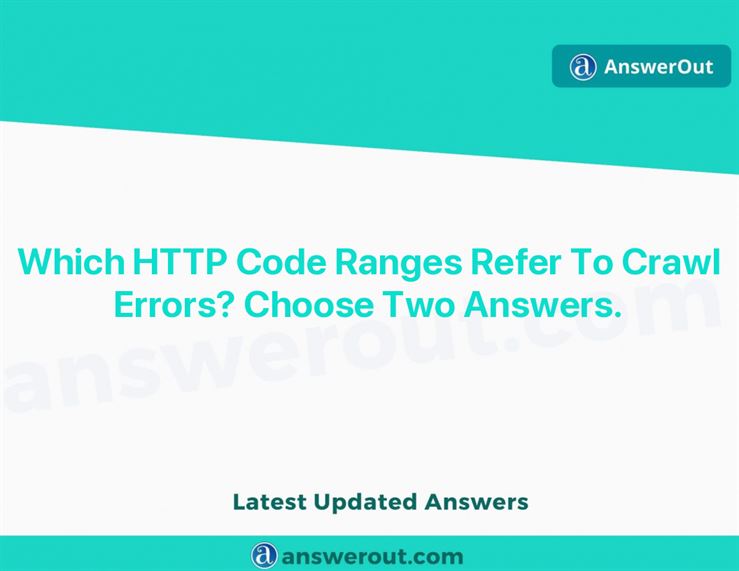 AnswerOut
Which HTTP Code Ranges Refer To Crawl
Errors? Choose Two Answers.
answerout.com
Latest Updated Answers
answerout.com